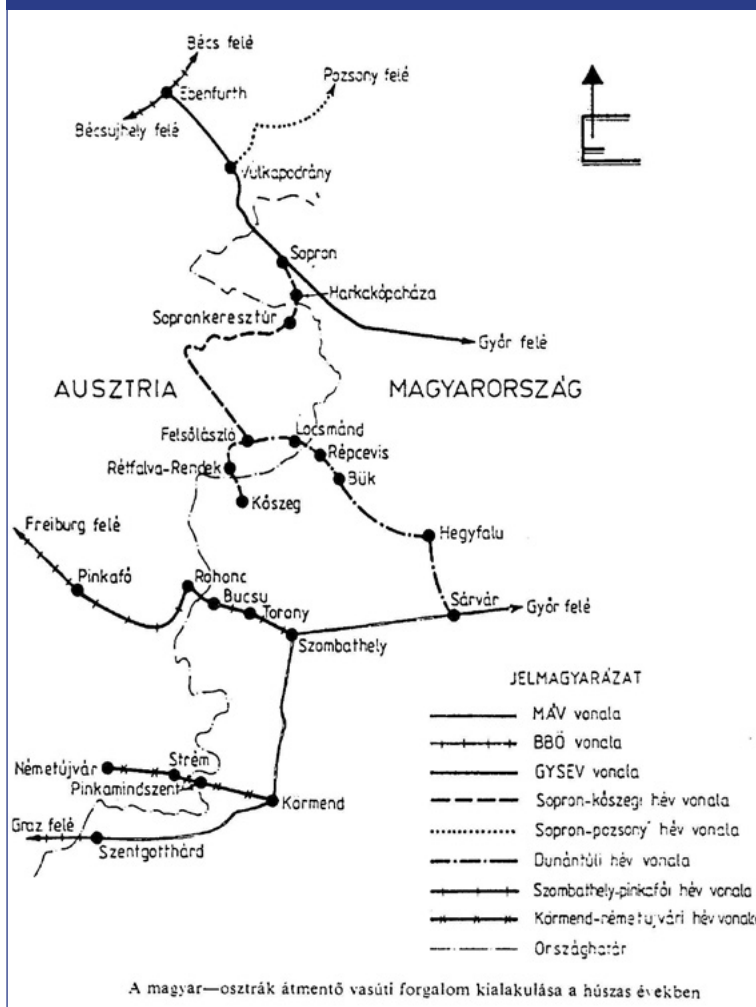 Bécs felé
Pozsony felé
Ebenfurth
Bécsujhely felé
Vulkapodrány
Sopron
Harkakópháza
Sopronkeresztúr
Győr felé
AUSZTRIA
MAGYARORSZÁG
Felsőlászló
Locsmánd
Répcevis
Rétfalva-Rendek
Bük
Kőszeg
Freiburg felé
Hegyfalu
Pinkafő
Rohonc
Bucsu
Torony
Sárvár
Győr felé
Szombathely
JELMAGYARÁZAT
MÁV vonala
BBÖ vonala
GYSEV vonala
Sopron-kőszegi hév vonala
Sopron-pozsonyi hév vonala
Dunántúli hév vonala
Szombathely-pinkafői hév vonala
Körmend-németujvári hév vonala
Országhatár
Németújvár
Strém
Pinkamindszent
Körmend
Graz felé
Szentgotthárd
A magyar—osztrák átmentő vasúti forgalom kialakulása a húszas években